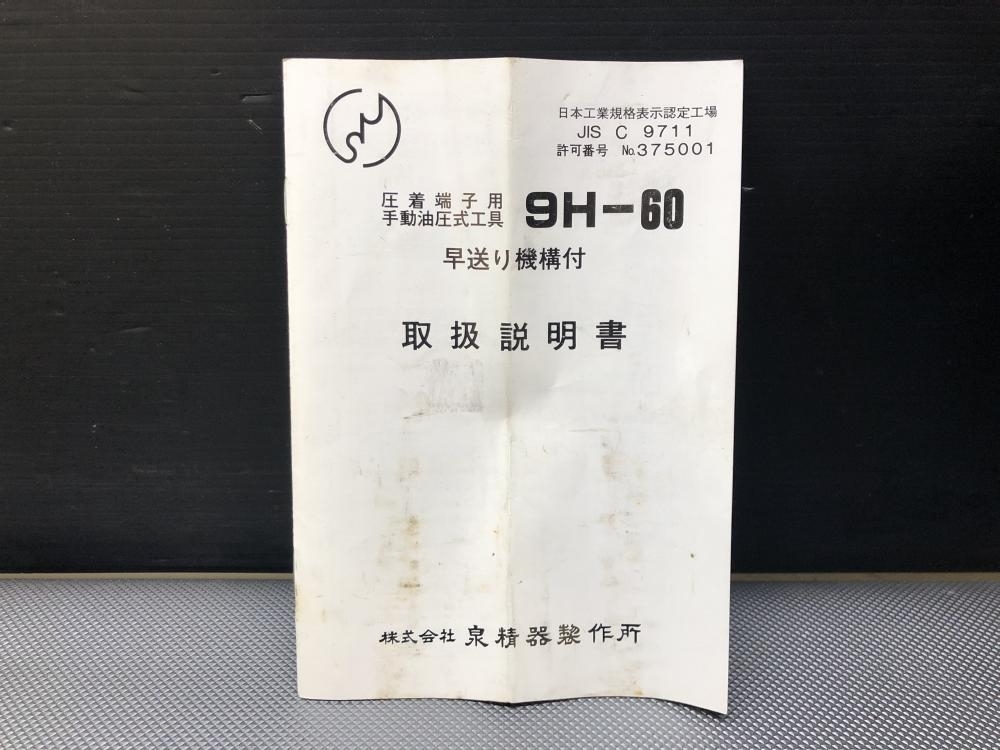 日本工業規格表示認定工場
JIS C 9711
許可番号 No.375001
圧着端子用
手動油圧式工具
9H-60
早送り機構付
取扱説明書
株式会社 泉精器製作所